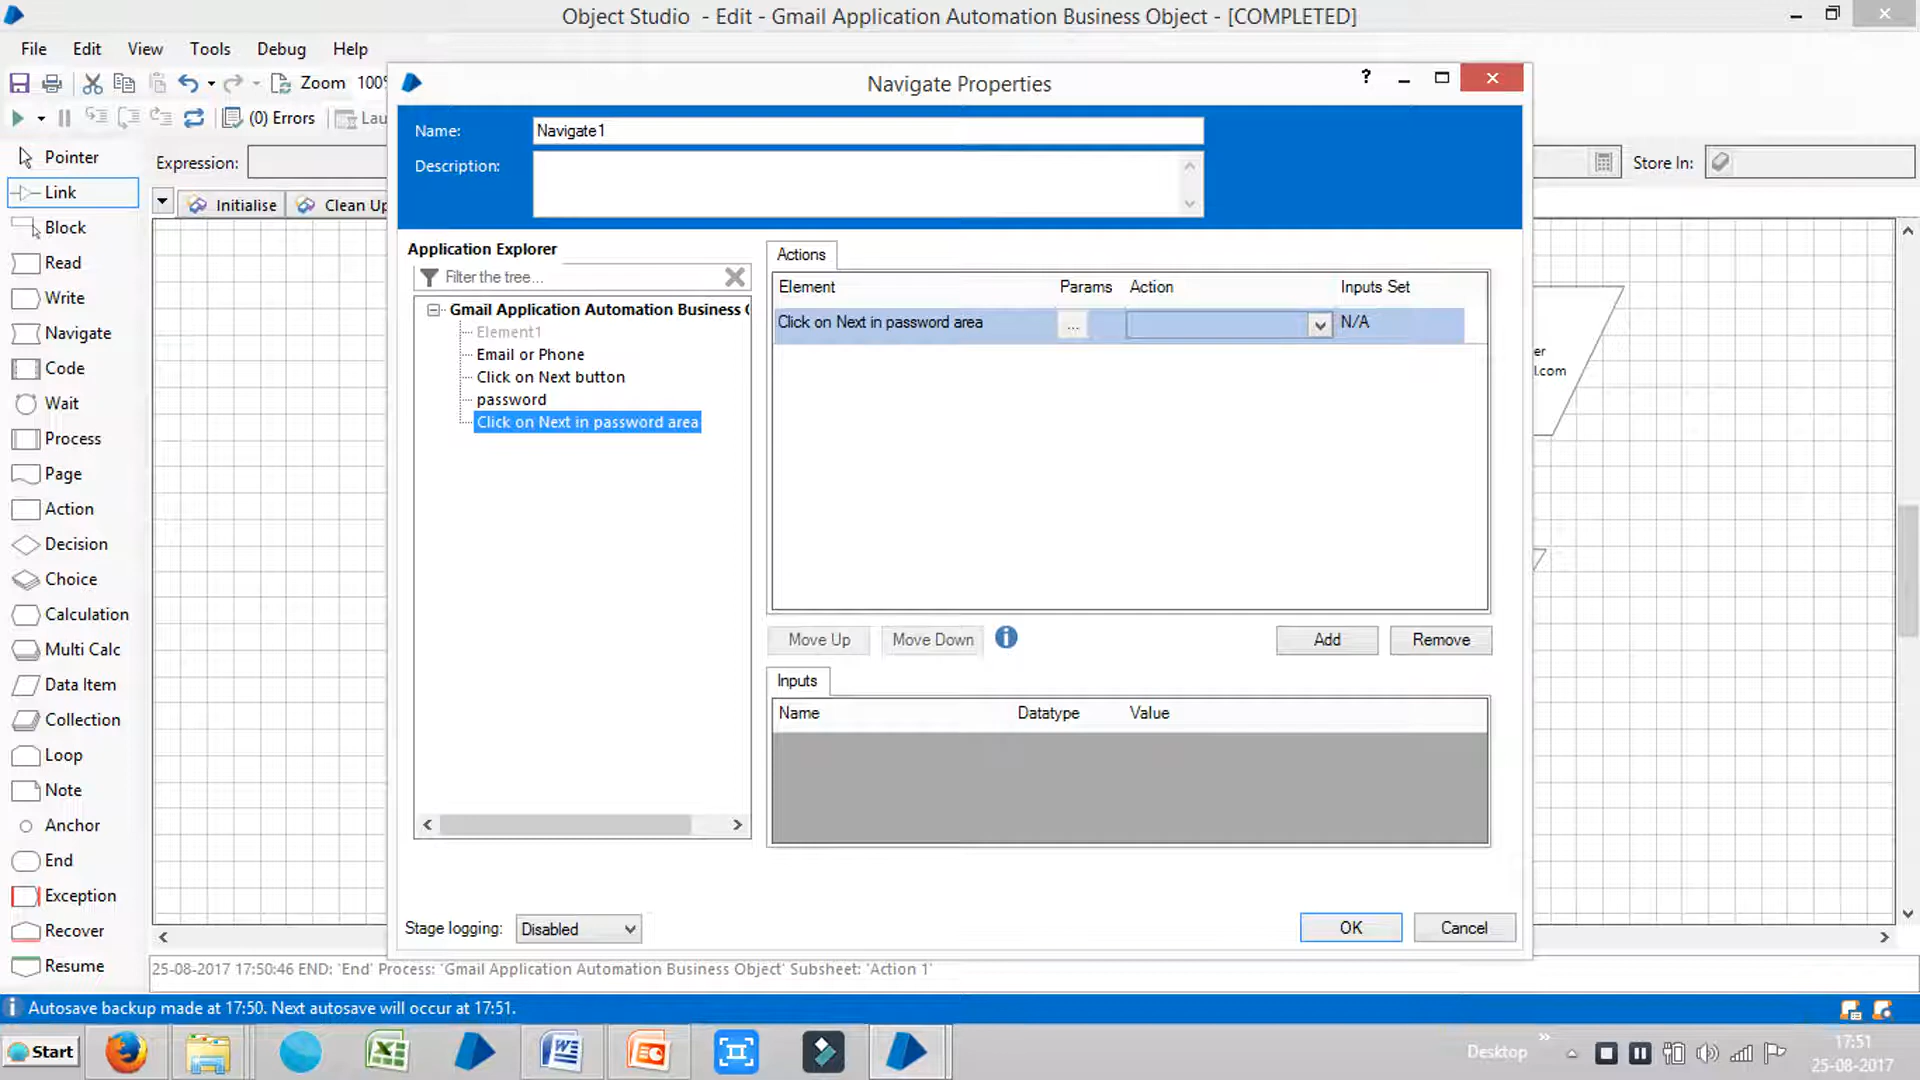 Object Studio - Edit - Gmail Application Automation Business Object - [COMPLETED]
File Edit View Tools Debug Help
Zoom 100%
(0) Errors Lau
Expression:
Store In:
Initialise Clean Up
Pointer
Link
Block
Read
Write
Navigate
Code
Wait
Process
Page
Action
Decision
Choice
Calculation
Multi Calc
Data Item
Collection
Loop
Note
Anchor
End
Exception
Recover
Resume
Navigate Properties
?
Name: Navigate1
Description:
Application Explorer
Filter the tree...
Gmail Application Automation Business O
Element1
Email or Phone
Click on Next button
password
Click on Next in password area
Actions
Element Params Action Inputs Set
Click on Next in password area ... N/A
Move Up Move Down Add Remove
Inputs
Name Datatype Value
Stage logging: Disabled
OK Cancel
er
l.com
25-08-2017 17:50:46 END: 'End' Process: 'Gmail Application Automation Business Object' Subsheet: 'Action 1'
Autosave backup made at 17:50. Next autosave will occur at 17:51.
Start
Desktop
17:51
25-08-2017